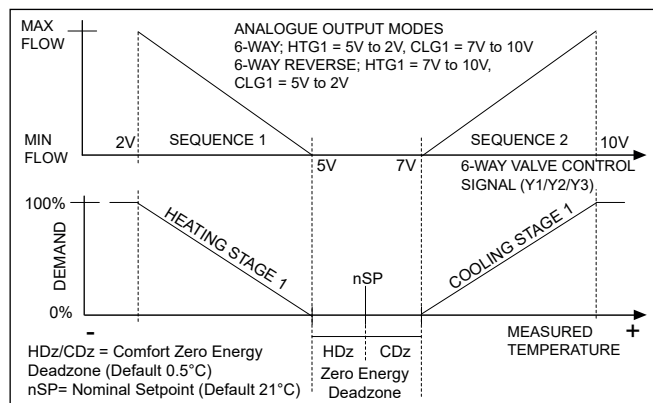 MAX
FLOW
ANALOGUE OUTPUT MODES
6-WAY; HTG1 = 5V to 2V, CLG1 = 7V to 10V
6-WAY REVERSE; HTG1 = 7V to 10V,
CLG1 = 5V to 2V
MIN
FLOW
2V
SEQUENCE 1
5V
7V
SEQUENCE 2
10V
6-WAY VALVE CONTROL
SIGNAL (Y1/Y2/Y3)
100%
DEMAND
0%
HEATING STAGE 1
nSP
COOLING STAGE 1
-
HDz
CDz
MEASURED
TEMPERATURE
+
Zero Energy
Deadzone
HDz/CDz = Comfort Zero Energy
Deadzone (Default 0.5°C)
nSP= Nominal Setpoint (Default 21°C)